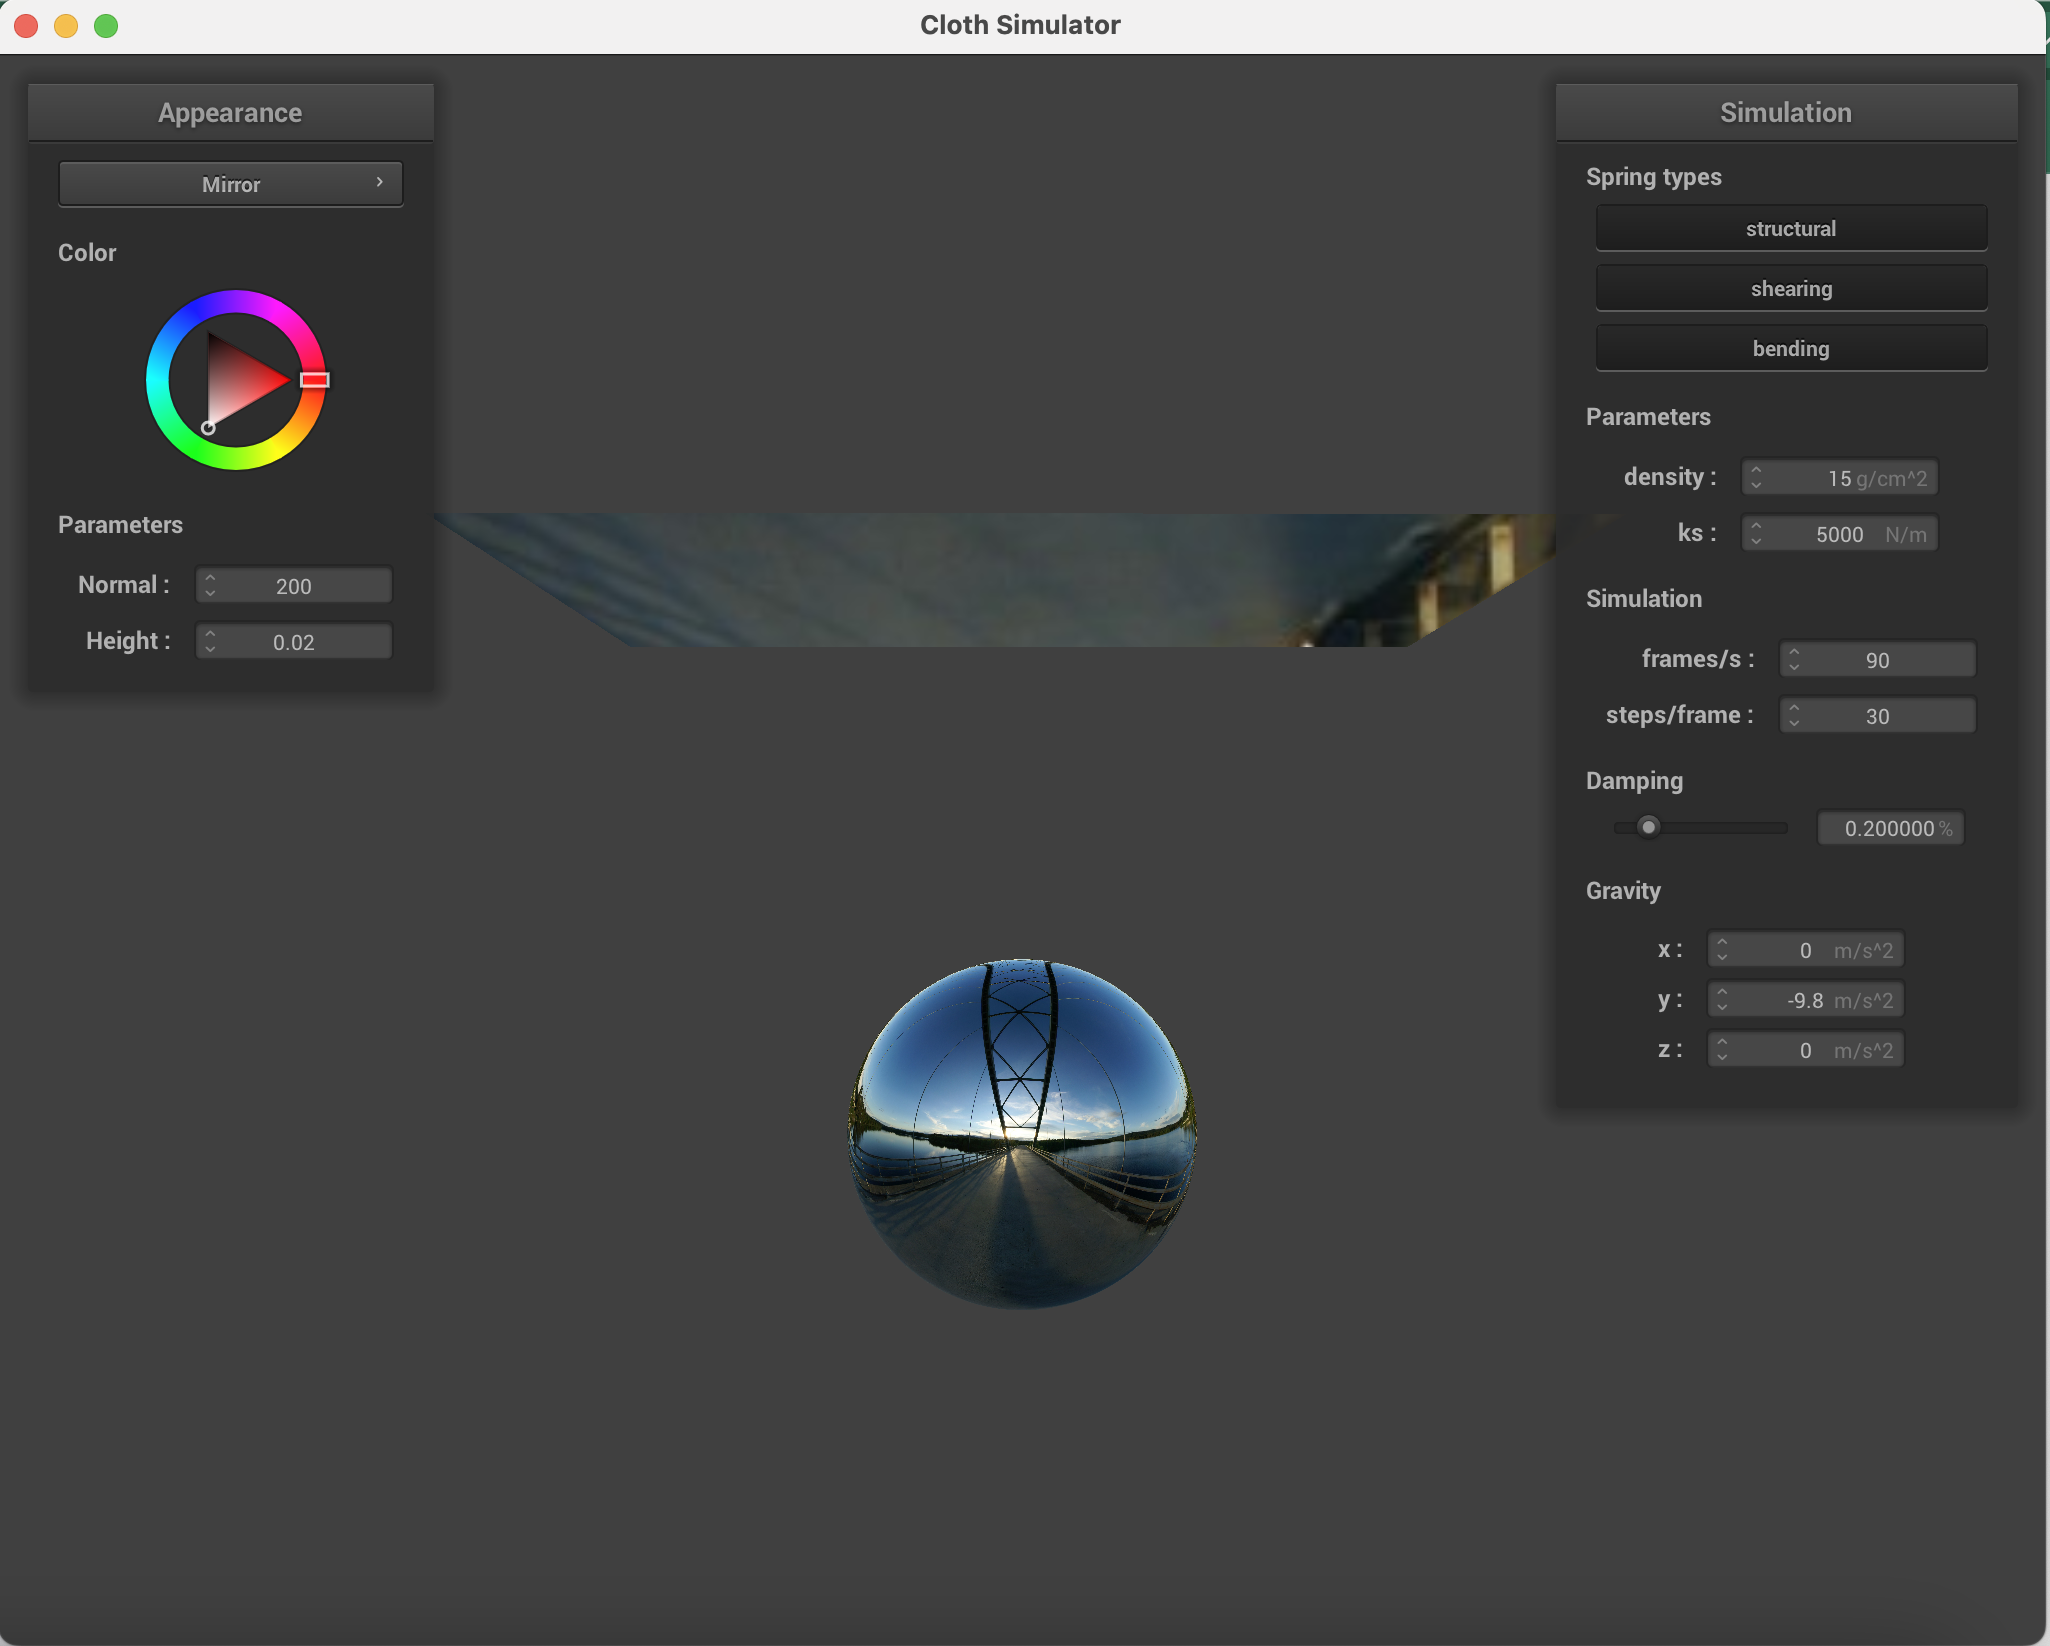 Cloth Simulator
Appearance
Mirror
Color
Parameters
Normal : 200
Height : 0.02
Simulation
Spring types
structural
shearing
bending
Parameters
density : 15 g/cm^2
ks : 5000 N/m
Simulation
frames/s : 90
steps/frame : 30
Damping
0.200000 %
Gravity
x : 0 m/s^2
y : -9.8 m/s^2
z : 0 m/s^2